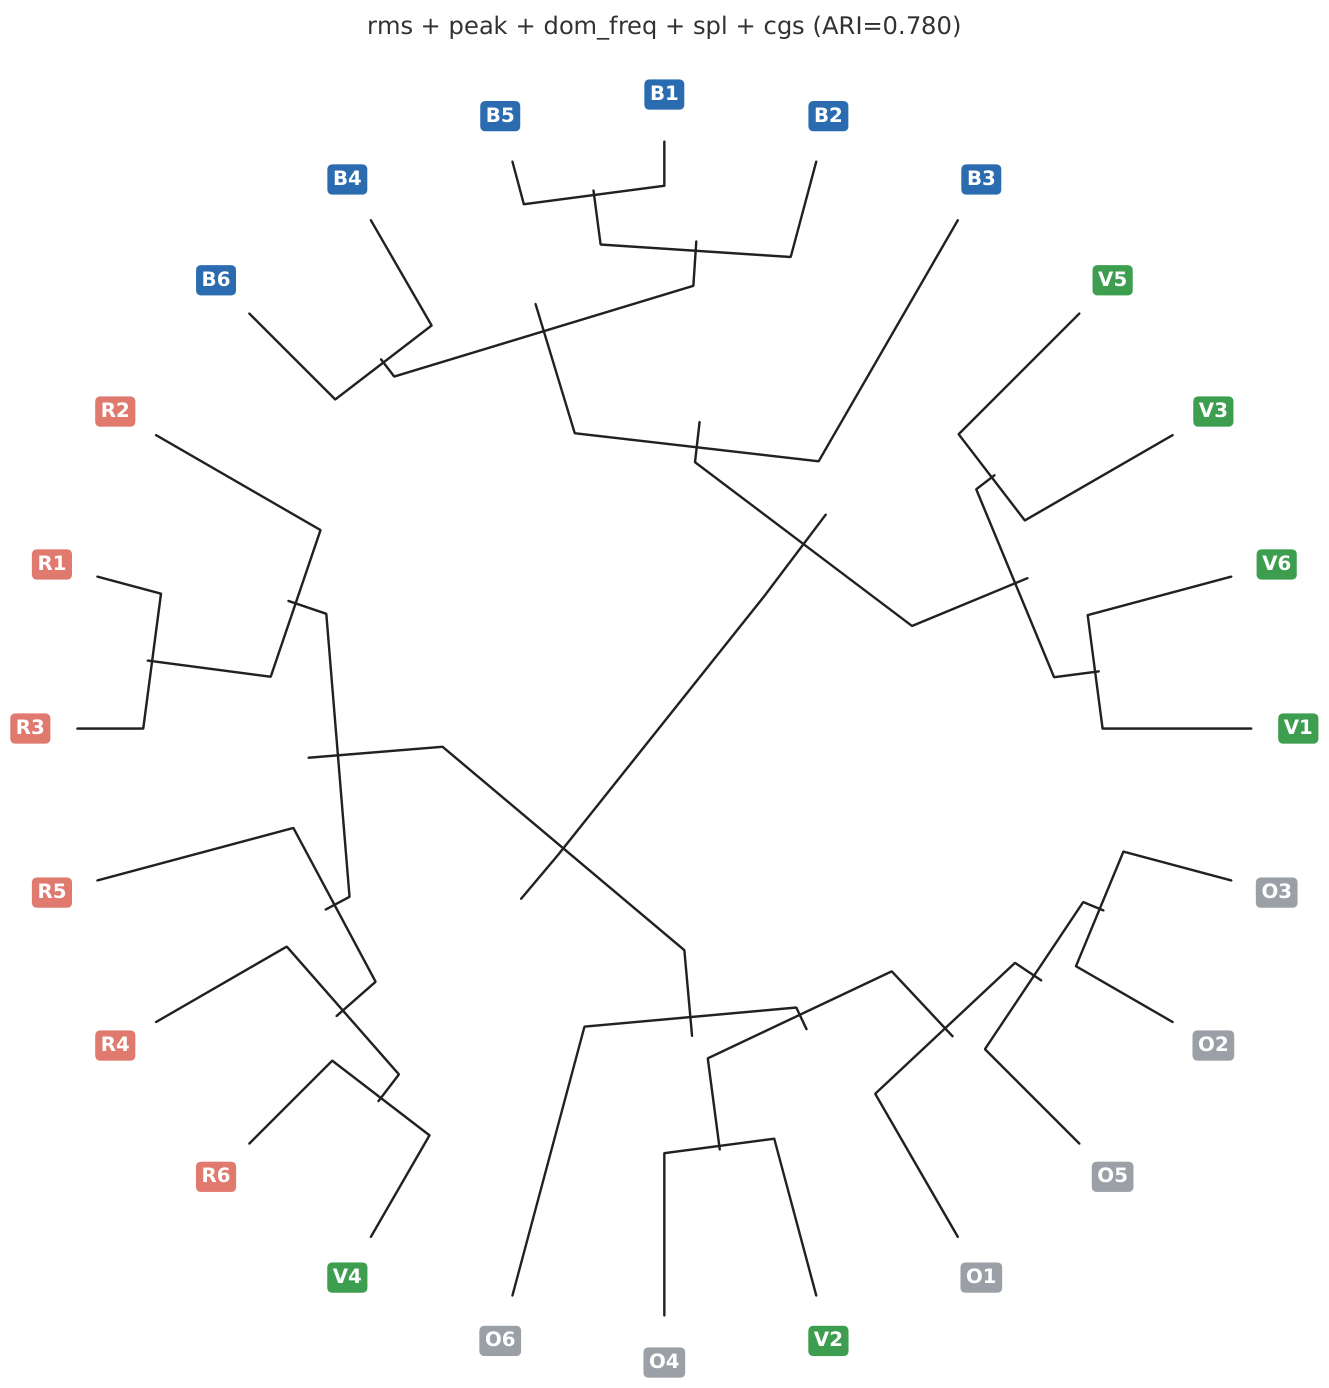 rms + peak + dom_freq + spl + cgs (ARI=0.780)
B1
B5
B2
B4
B3
B6
V5
R2
V3
R1
V6
R3
V1
R5
O3
R4
O2
R6
O5
V4
O1
O6
V2
O4